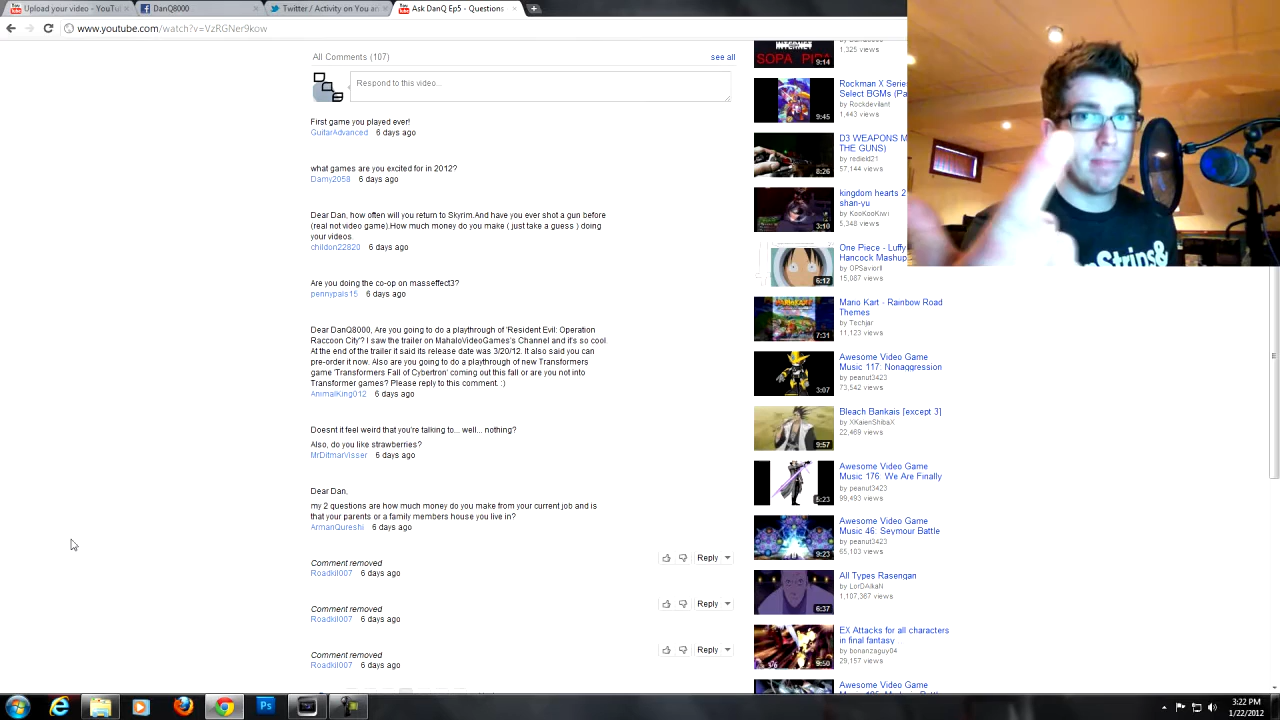 Upload your video - YouTul
DanQ8000
Twitter / Activity on You an
Ask DanQ Ep5 - Questions
www.youtube.com/watch?v=VzRGNer9kow
All Comments (107)
see all
Respond to this video...
First game you played ever!
GuitarAdvanced 6 days ago
what games are you excited for in 2012?
Damy2058 6 days ago
Dear Dan, how often will you return to Skyrim.And have you ever shot a gun before
(real not video game).How much money do you make ( just take a guess ) doing
your videos
childon22820 6 days ago
Are you doing the co-op on masseffect3?
pennypals15 6 days ago
Dear DanQ8000, Are you going to do a playthrough of 'Resident Evil: Operation
Raccoon City'? I saw the trailer on MahaloVideoGames's Channel and it's so cool.
At the end of the trailer it said its release date was 3/20/12. It also said you can
pre-order it now. Also are you going to do a playthrough of new Transformers
game 'Transformers Fall of Cybertron' coming out this fall or are you not into
Transformer games? Please reply to this comment. :)
AnimalKing012 6 days ago
Doesnt it feel weird that you're talking to... well... nothing?
Also, do you like strawberries?
MrDitmarVisser 6 days ago
Dear Dan,
my 2 questions are how much money do you make from your current job and is
that your parents or a family members house you live in?
ArmanQureshi 6 days ago
Comment removed
Roadkil007 6 days ago
Reply
Comment removed
Roadkil007 6 days ago
Reply
Comment removed
Roadkil007 6 days ago
Reply
INTERNET
SOPA PIPA
9:14
1,325 views
Rockman X Serie
Select BGMs (Pa
by Rockdevilant
1,443 views
9:45
D3 WEAPONS M
THE GUNS)
by redield21
57,144 views
8:26
kingdom hearts 2
shan-yu
by KooKooKiwi
5,348 views
3:10
One Piece - Luffy
Hancock Mashup
by OPSaviorII
15,087 views
6:12
Mario Kart - Rainbow Road
Themes
by Techjar
11,123 views
7:31
Awesome Video Game
Music 117: Nonaggression
by peanut3423
73,542 views
3:07
Bleach Bankais [except 3]
by XKaienShibaX
22,469 views
9:57
Awesome Video Game
Music 176: We Are Finally
by peanut3423
99,493 views
5:23
Awesome Video Game
Music 46: Seymour Battle
by peanut3423
65,103 views
9:23
All Types Rasengan
1,107,367 views
6:37
EX Attacks for all characters
in final fantasy
by bonanzaguy04
29,157 views
9:50
Awesome Video Game
3:22 PM
1/22/2012